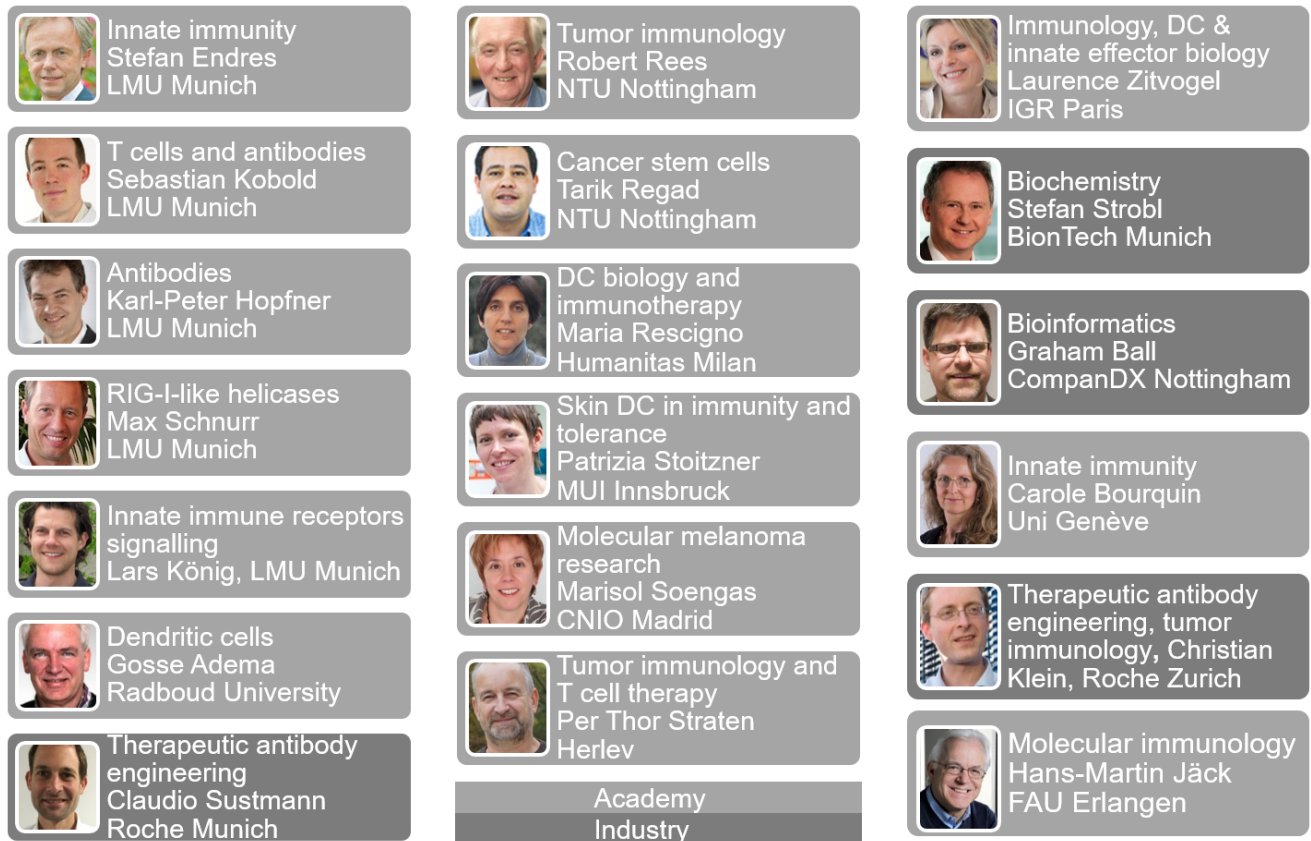 Innate immunity
Stefan Endres
LMU Munich
T cells and antibodies
Sebastian Kobold
LMU Munich
Antibodies
Karl-Peter Hopfner
LMU Munich
RIG-I-like helicases
Max Schnurr
LMU Munich
Innate immune receptors
signalling
Lars König, LMU Munich
Dendritic cells
Gosse Adema
Radboud University
Therapeutic antibody
engineering
Claudio Sustmann
Roche Munich
Tumor immunology
Robert Rees
NTU Nottingham
Cancer stem cells
Tarik Regad
NTU Nottingham
DC biology and
immunotherapy
Maria Rescigno
Humanitas Milan
Skin DC in immunity and
tolerance
Patrizia Stoitzner
MUI Innsbruck
Molecular melanoma
research
Marisol Soengas
CNIO Madrid
Tumor immunology and
T cell therapy
Per Thor Straten
Herlev
Academy
Industry
Immunology, DC &
innate effector biology
Laurence Zitvogel
IGR Paris
Biochemistry
Stefan Strobl
BionTech Munich
Bioinformatics
Graham Ball
CompanDX Nottingham
Innate immunity
Carole Bourquin
Uni Genève
Therapeutic antibody
engineering, tumor
immunology, Christian
Klein, Roche Zurich
Molecular immunology
Hans-Martin Jäck
FAU Erlangen